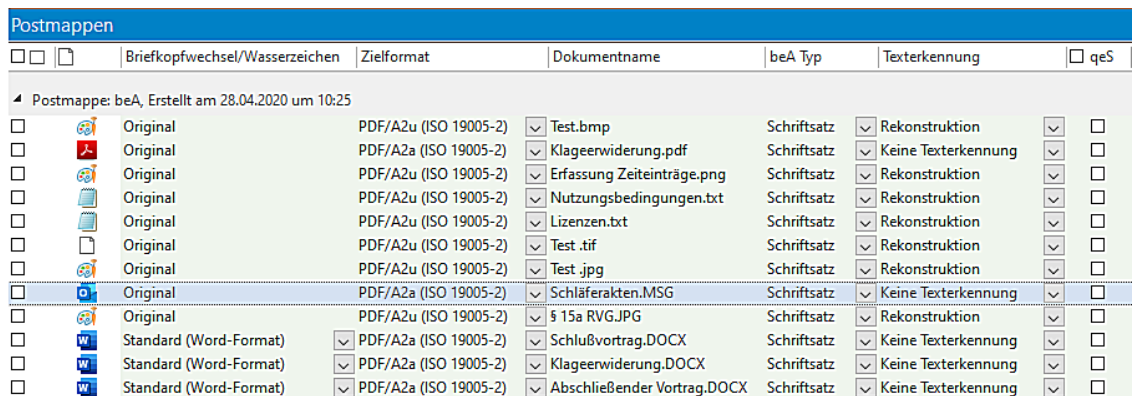 Postmappen
Briefkopfwechsel/Wasserzeichen Zielformat Dokumentname beA Typ Texterkennung qeS
Postmappe: beA, Erstellt am 28.04.2020 um 10:25
Original PDF/A2u (ISO 19005-2) Test.bmp Schriftsatz Rekonstruktion
Original PDF/A2a (ISO 19005-2) Klageerwiderung.pdf Schriftsatz Keine Texterkennung
Original PDF/A2u (ISO 19005-2) Erfassung Zeiteinträge.png Schriftsatz Rekonstruktion
Original PDF/A2u (ISO 19005-2) Nutzungsbedingungen.txt Schriftsatz Rekonstruktion
Original PDF/A2u (ISO 19005-2) Lizenzen.txt Schriftsatz Rekonstruktion
Original PDF/A2u (ISO 19005-2) Test .tif Schriftsatz Rekonstruktion
Original PDF/A2u (ISO 19005-2) Test .jpg Schriftsatz Rekonstruktion
Original PDF/A2a (ISO 19005-2) Schläferakten.MSG Schriftsatz Keine Texterkennung
Original PDF/A2u (ISO 19005-2) § 15a RVG.JPG Schriftsatz Rekonstruktion
Standard (Word-Format) PDF/A2a (ISO 19005-2) Schlußvortrag.DOCX Schriftsatz Keine Texterkennung
Standard (Word-Format) PDF/A2a (ISO 19005-2) Klageerwiderung.DOCX Schriftsatz Keine Texterkennung
Standard (Word-Format) PDF/A2a (ISO 19005-2) Abschließender Vortrag.DOCX Schriftsatz Keine Texterkennung